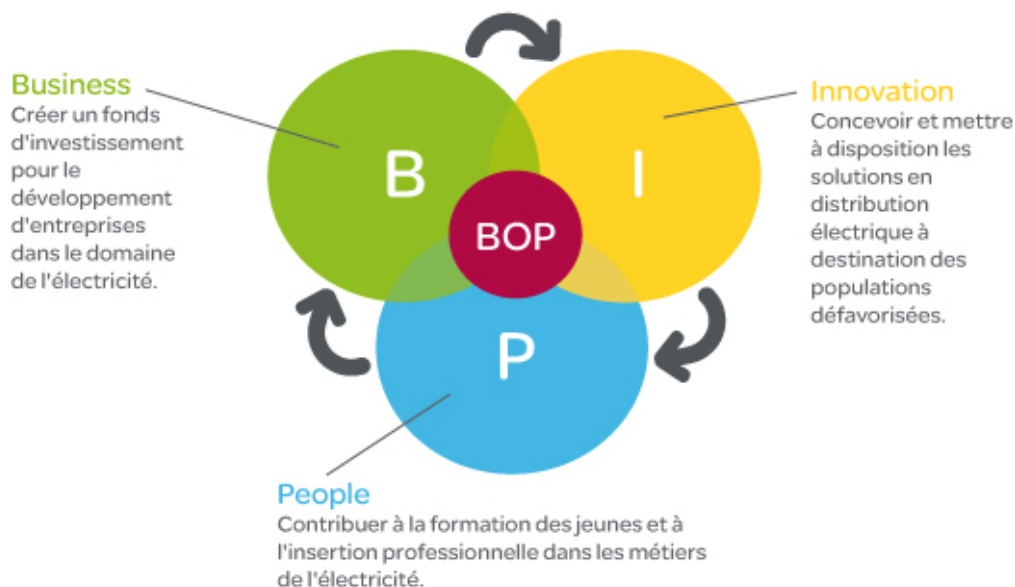 Business
Créer un fonds
d'investissement
pour le
développement
d'entreprises
dans le domaine
de l'électricité.
B
I
BOP
P
Innovation
Concevoir et mettre
à disposition les
solutions en
distribution
électrique à
destination des
populations
défavorisées.
People
Contribuer à la formation des jeunes et à
l'insertion professionnelle dans les métiers
de l'électricité.